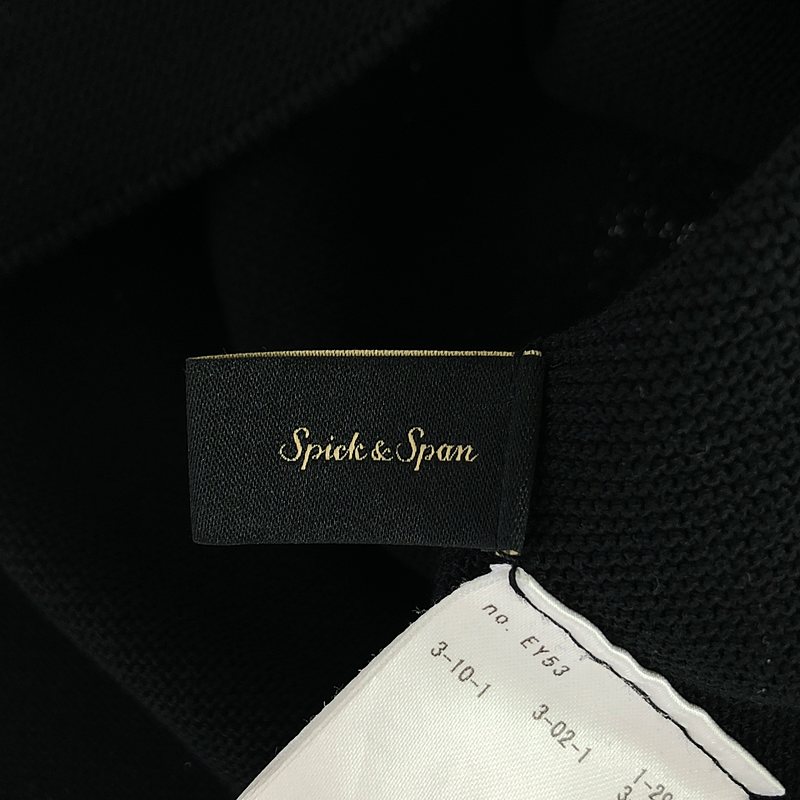 Spick & Span
no. EY53
3-10-1
3-02-1